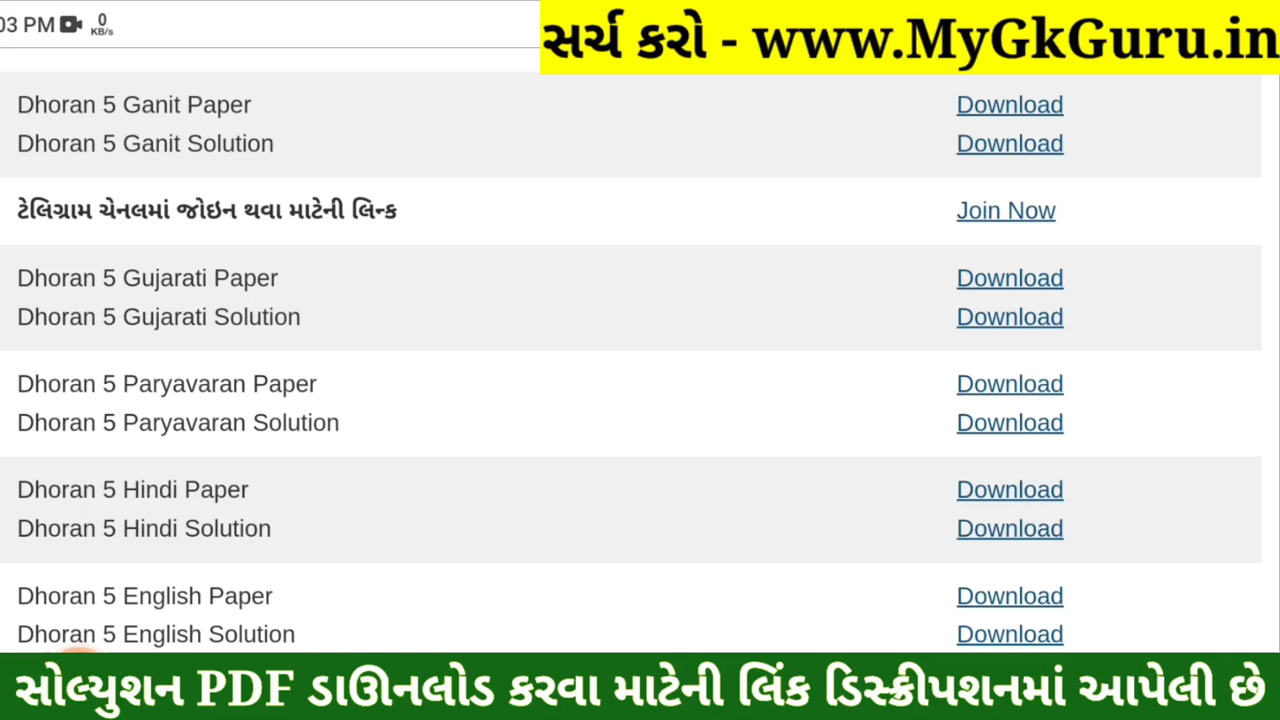 03 PM 0 KB/s
સર્ચ કરો - www.MyGkGuru.in
Dhoran 5 Ganit Paper Download
Dhoran 5 Ganit Solution Download
ટેલિગ્રામ ચેનલમાં જોઇન થવા માટેની લિન્ક Join Now
Dhoran 5 Gujarati Paper Download
Dhoran 5 Gujarati Solution Download
Dhoran 5 Paryavaran Paper Download
Dhoran 5 Paryavaran Solution Download
Dhoran 5 Hindi Paper Download
Dhoran 5 Hindi Solution Download
Dhoran 5 English Paper Download
Dhoran 5 English Solution Download
સોલ્યુશન PDF ડાઊનલોડ કરવા માટેની લિંક ડિસ્ક્રીપશનમાં આપેલી છે